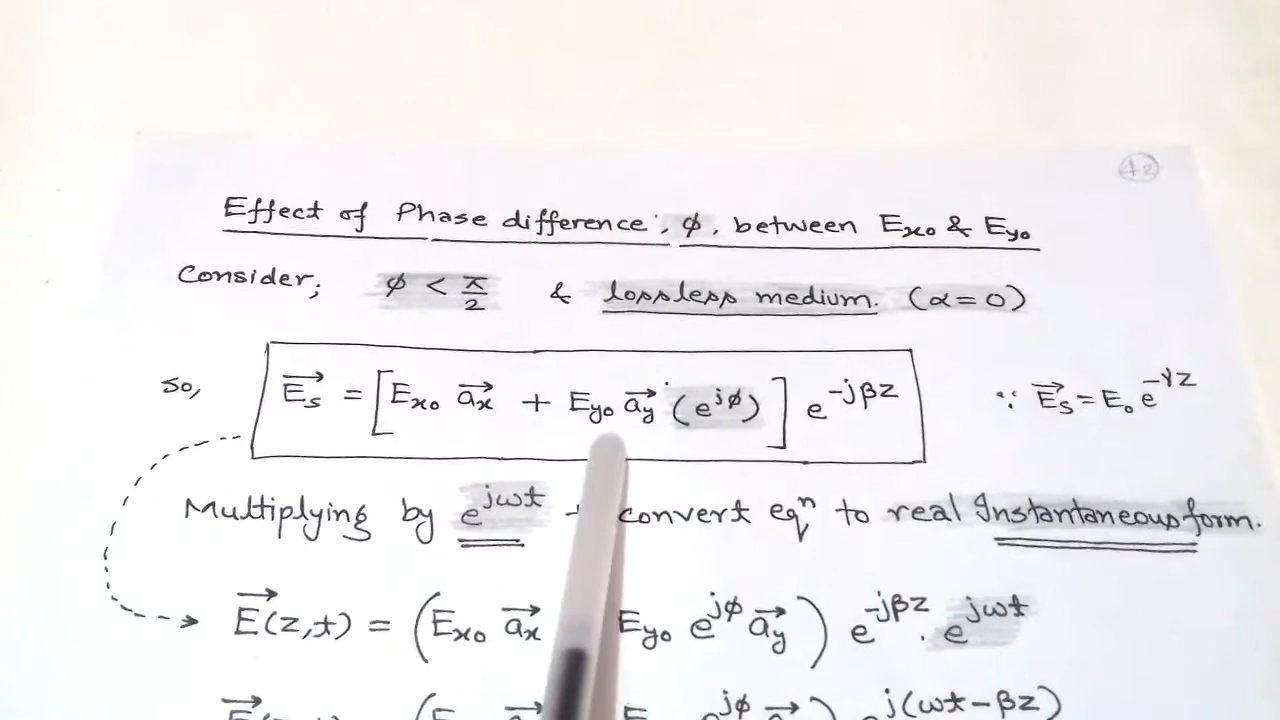 42
Effect of Phase difference, ϕ, between Exo & Eyo
Consider; ϕ < π/2 & lossless medium. (α=0)
So, E⃗s = [Exo a⃗x + Eyo a⃗y (e^jϕ)] e^-jβz ∵ E⃗s = Eo e^-γz
Multiplying by e^jωt convert eqn to real Instantaneous form.
E⃗(z,t) = (Exo a⃗x Eyo e^jϕ a⃗y) e^-jβz . e^jωt
e^jϕ e^j(ωt-βz)